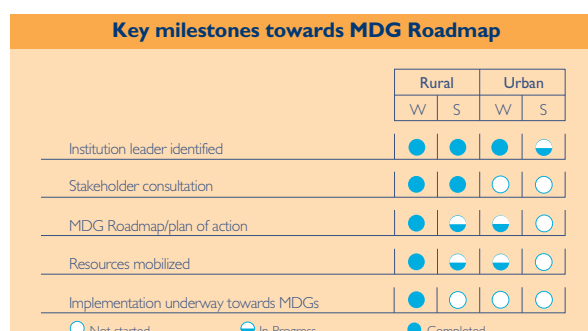 Key milestones towards MDG Roadmap
Rural Urban
W S W S
Institution leader identified
Stakeholder consultation
MDG Roadmap/plan of action
Resources mobilized
Implementation underway towards MDGs
Not started In Progress Completed